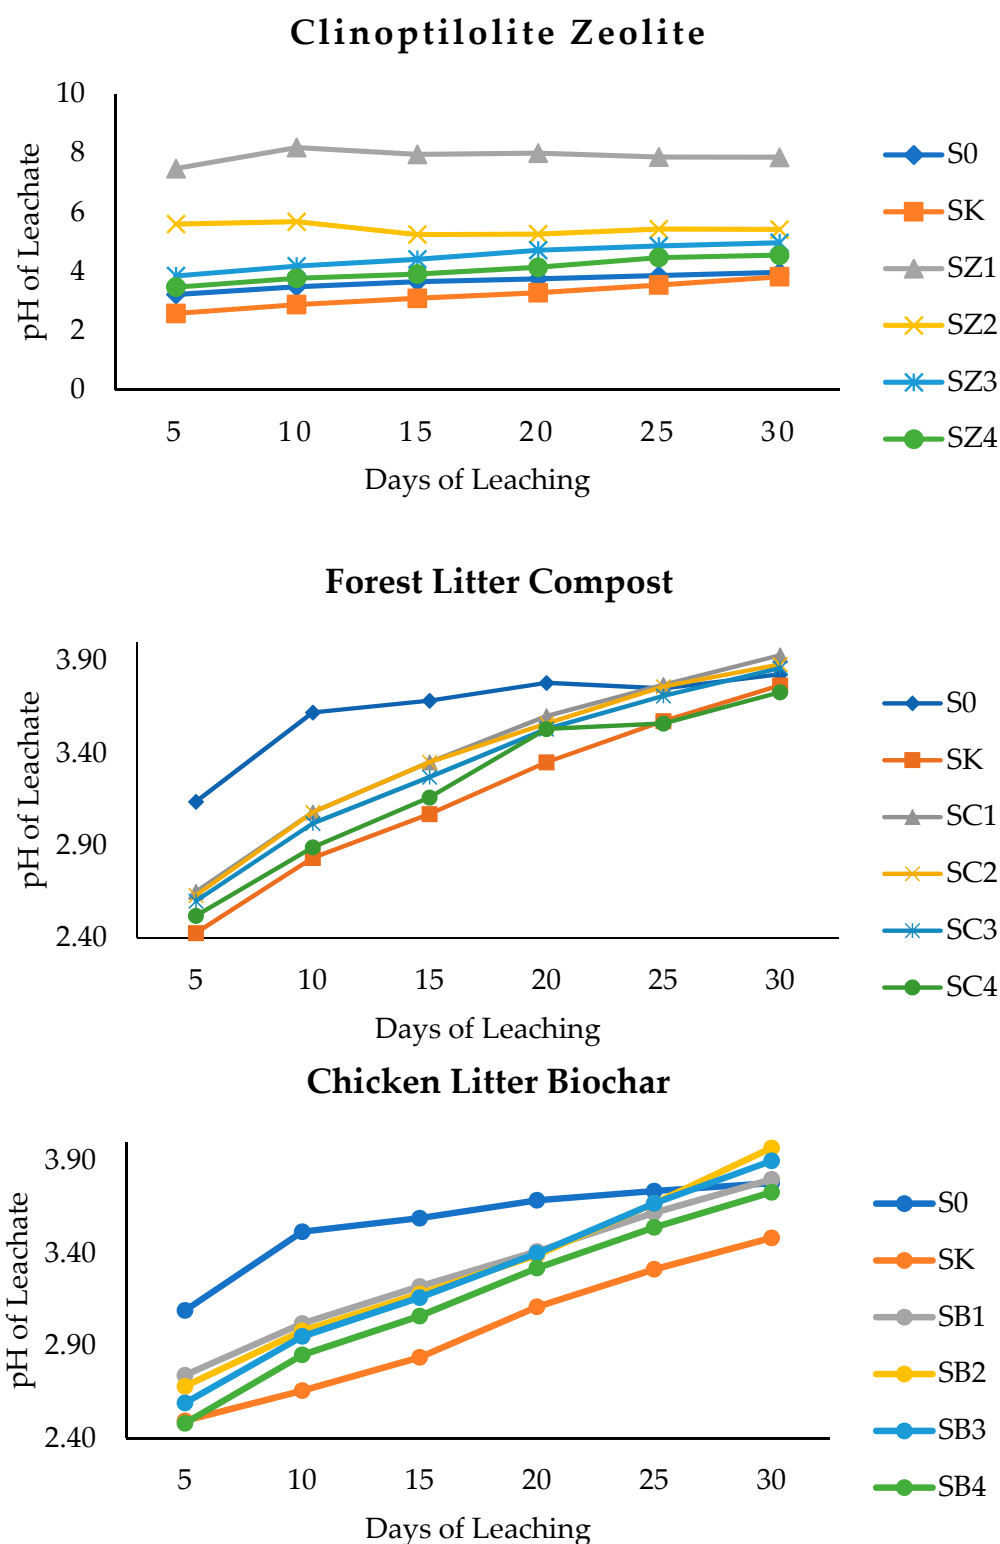 Clinoptilolite Zeolite
10
8
6
4
2
0
pH of Leachate
5 10 15 20 25 30
Days of Leaching
S0
SK
SZ1
SZ2
SZ3
SZ4
Forest Litter Compost
3.90
3.40
2.90
2.40
pH of Leachate
5 10 15 20 25 30
Days of Leaching
S0
SK
SC1
SC2
SC3
SC4
Chicken Litter Biochar
3.90
3.40
2.90
2.40
pH of Leachate
5 10 15 20 25 30
Days of Leaching
S0
SK
SB1
SB2
SB3
SB4